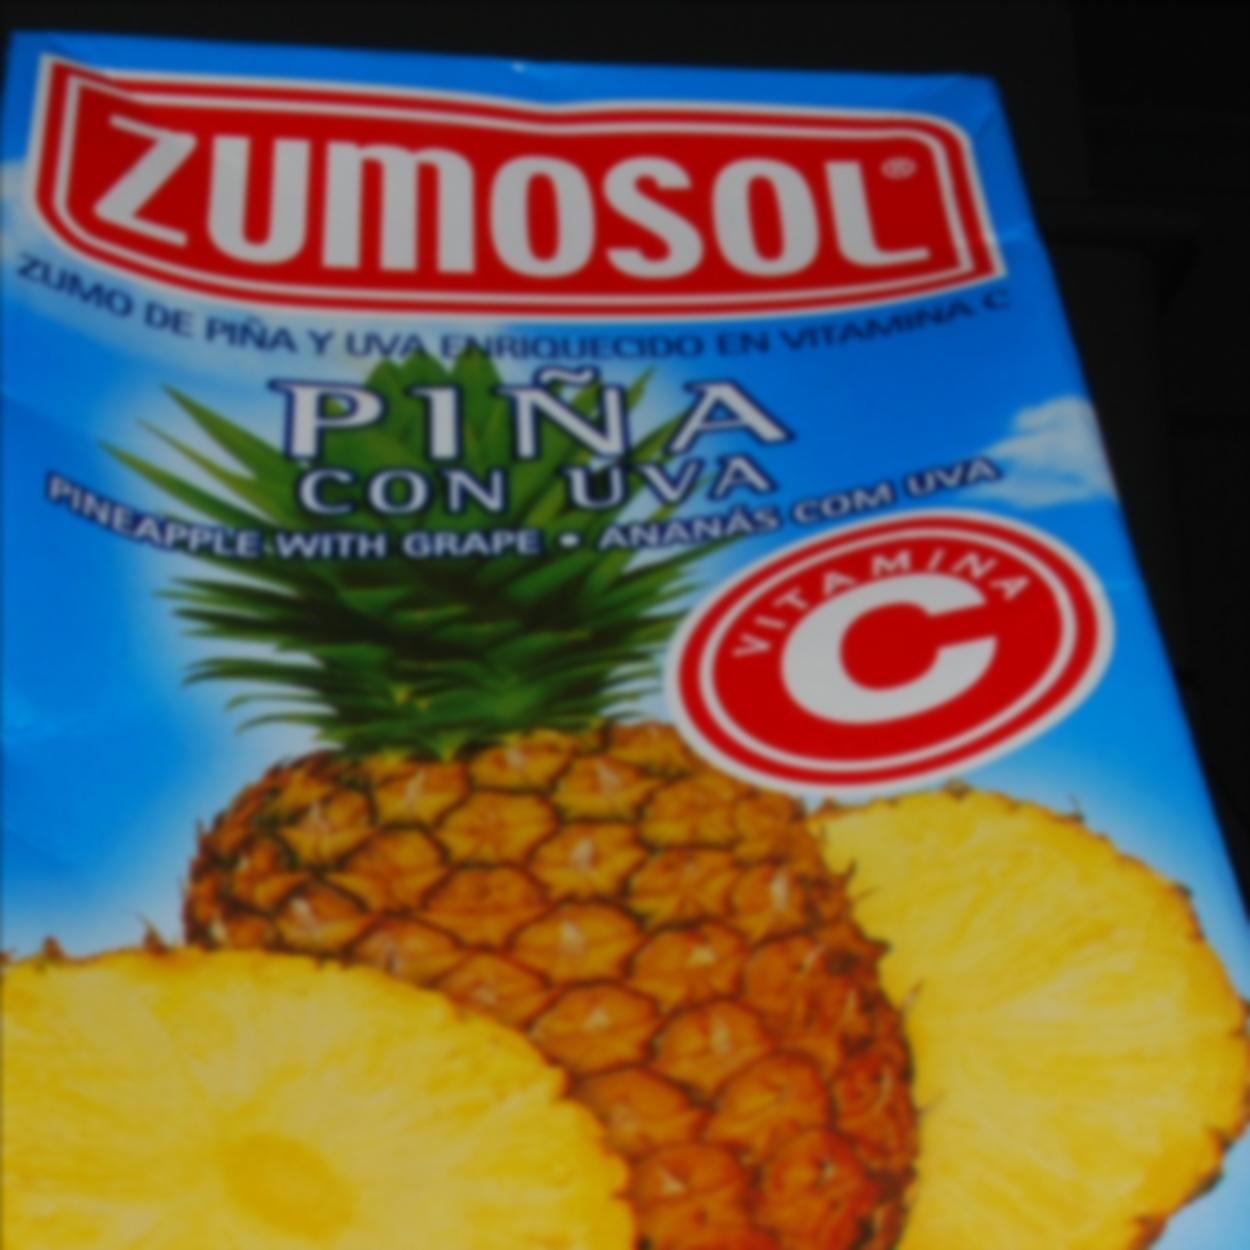 ZUMOSOL®
ZUMO DE PIÑA Y UVA ENRIQUECIDO EN VITAMINA C
PIÑA
CON UVA
PINEAPPLE WITH GRAPE • ANANÁS COM UVA
VITAMINA
C